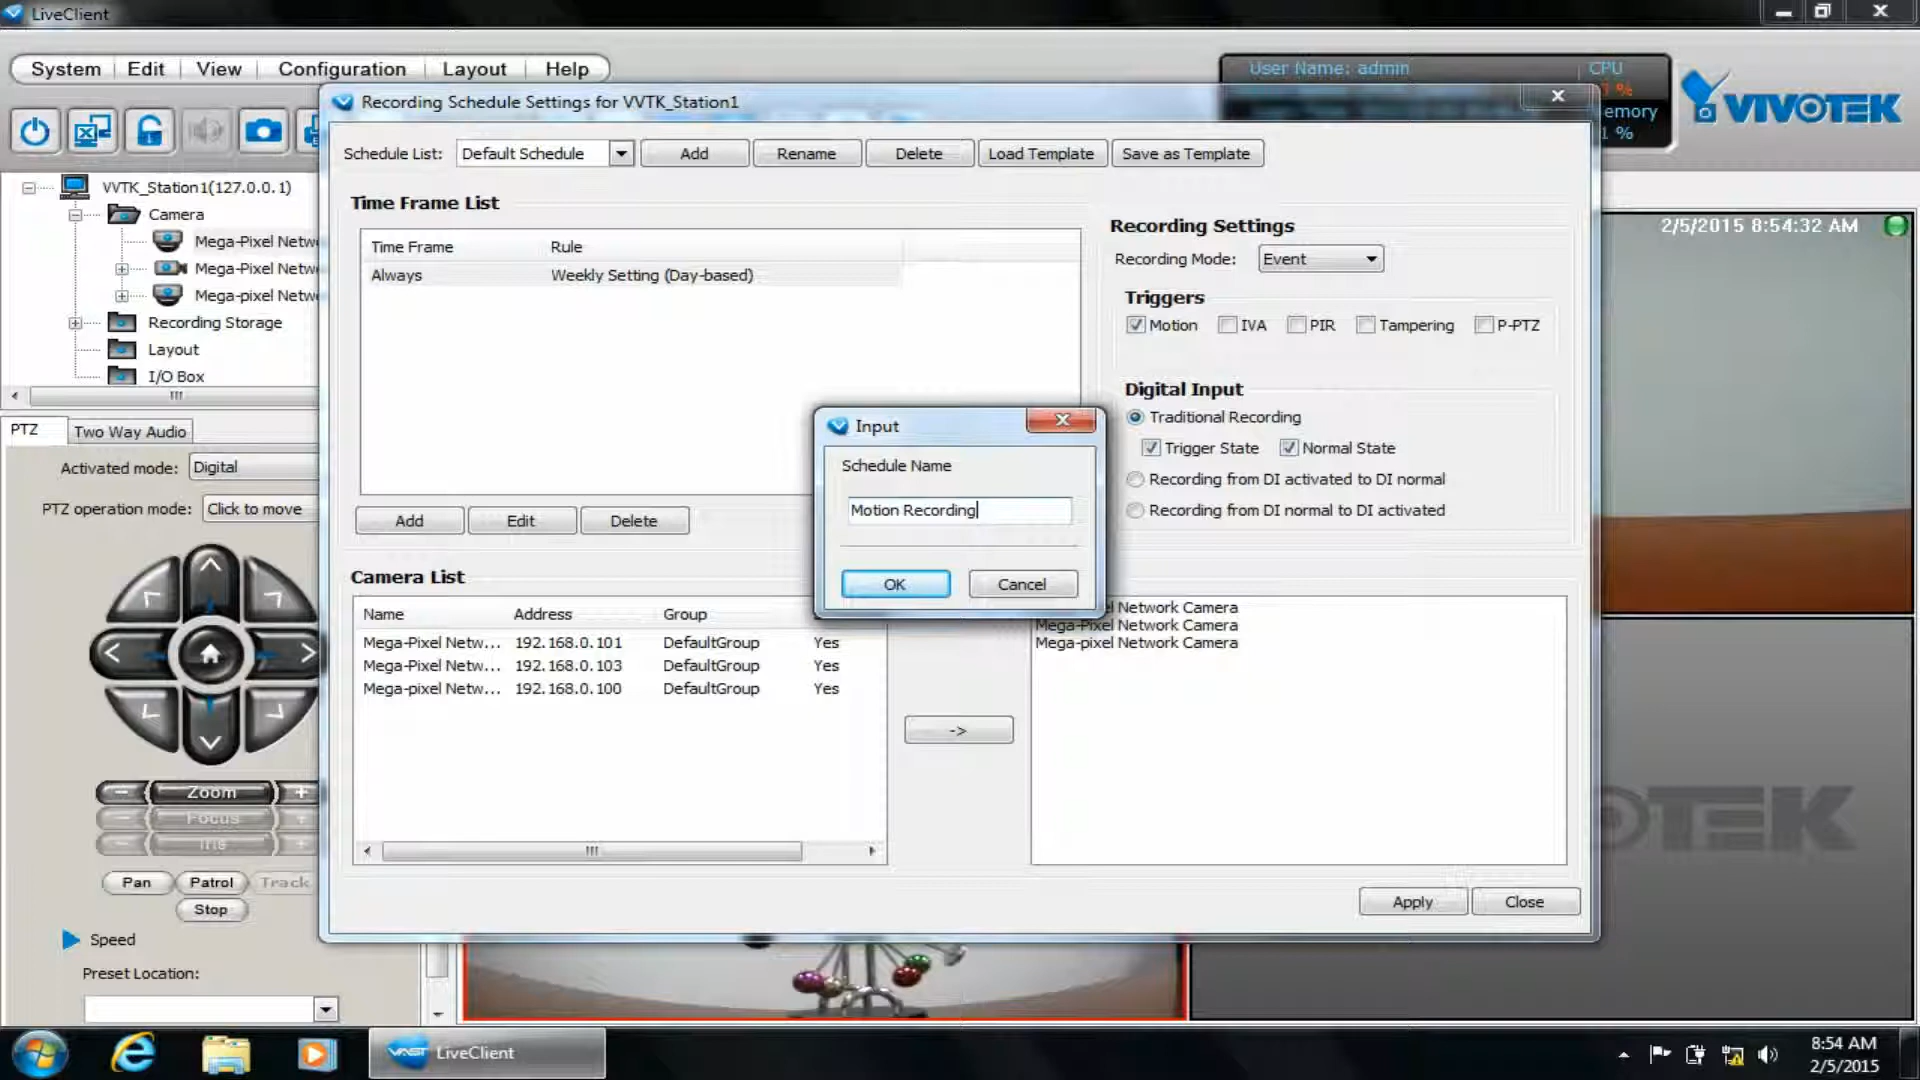 LiveClient
System Edit View Configuration Layout Help
User Name: admin CPU
1 %
emory
1 %
VIVOTEK
Recording Schedule Settings for VVTK_Station1
Schedule List: Default Schedule Add Rename Delete Load Template Save as Template
VVTK_Station1(127.0.0.1)
Camera
Mega-Pixel Netw
Mega-Pixel Netw
Mega-pixel Netw
Recording Storage
Layout
I/O Box
PTZ Two Way Audio
Activated mode: Digital
PTZ operation mode: Click to move
Zoom
Focus
Iris
Pan Patrol Track
Stop
Speed
Preset Location:
Time Frame List
Time Frame Rule
Always Weekly Setting (Day-based)
Add Edit Delete
Recording Settings
Recording Mode: Event
Triggers
Motion IVA PIR Tampering P-PTZ
Digital Input
Traditional Recording
Trigger State Normal State
Recording from DI activated to DI normal
Recording from DI normal to DI activated
Input
Schedule Name
Motion Recording
OK Cancel
Camera List
Name Address Group
Mega-Pixel Netw... 192.168.0.101 DefaultGroup Yes
Mega-Pixel Netw... 192.168.0.103 DefaultGroup Yes
Mega-pixel Netw... 192.168.0.100 DefaultGroup Yes
->
el Network Camera
Mega-Pixel Network Camera
Mega-pixel Network Camera
Apply Close
2/5/2015 8:54:32 AM
OTEK
VAST LiveClient
8:54 AM
2/5/2015